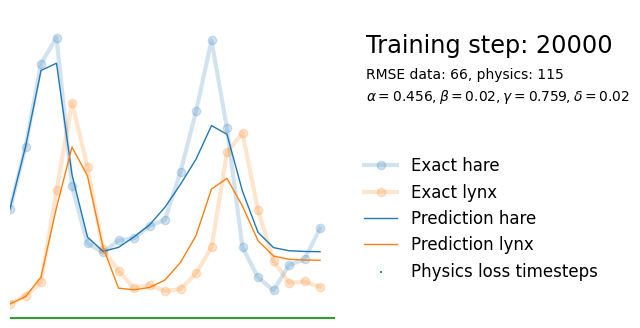 Training step: 20000
RMSE data: 66, physics: 115
α = 0.456, β = 0.02, γ = 0.759, δ = 0.02
Exact hare
Exact lynx
Prediction hare
Prediction lynx
Physics loss timesteps